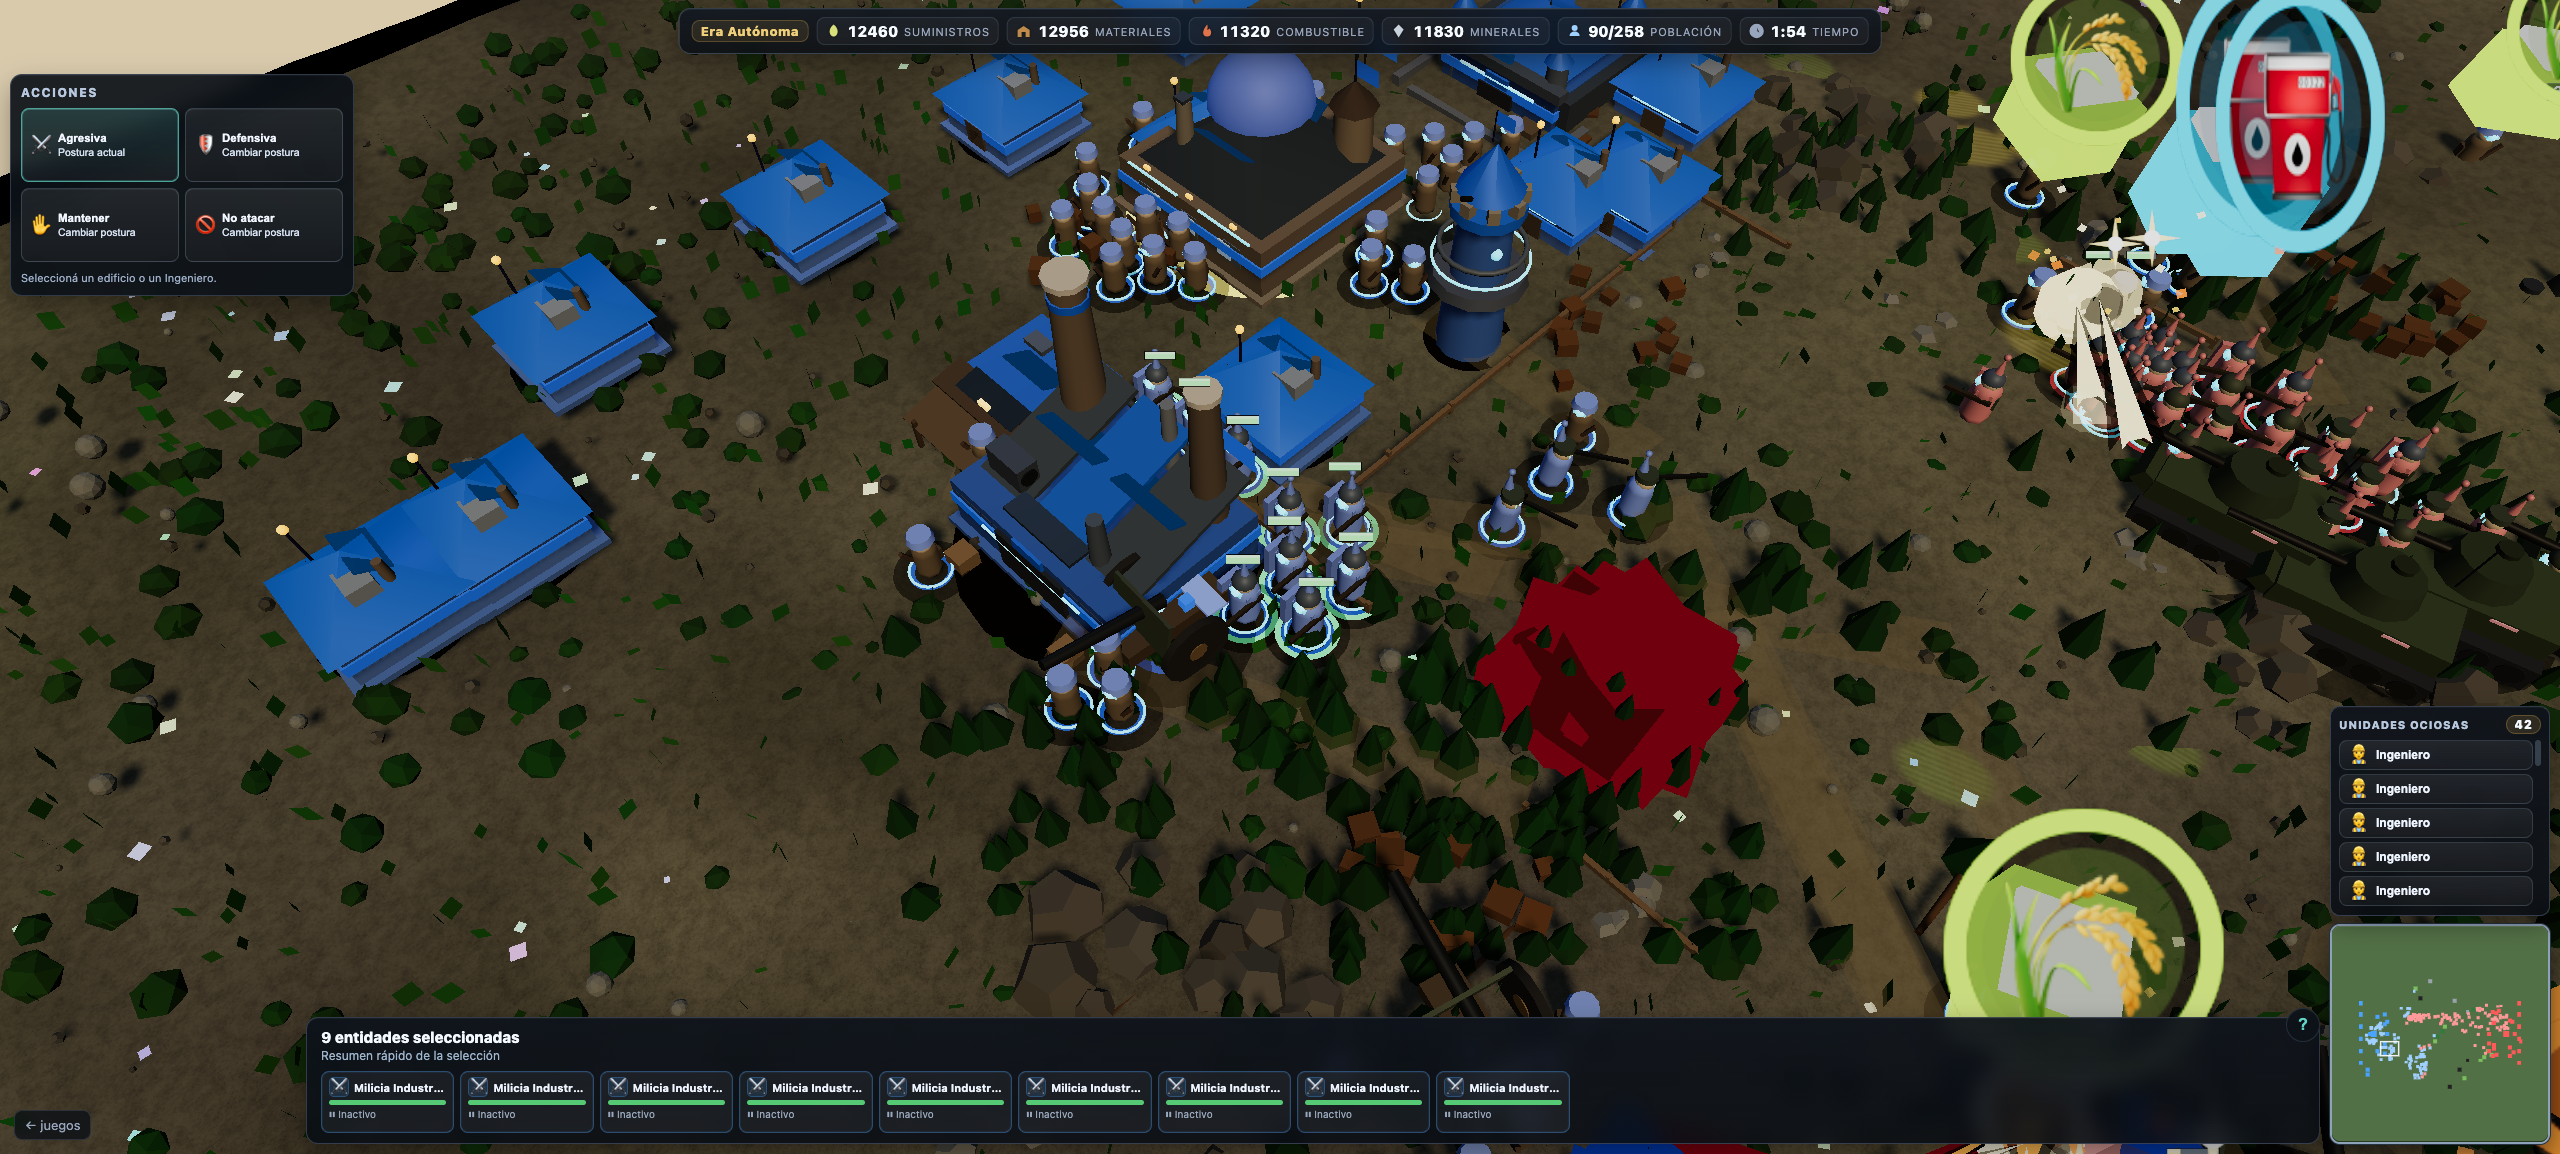 Era Autónoma
12460 SUMINISTROS
12956 MATERIALES
11320 COMBUSTIBLE
11830 MINERALES
90/258 POBLACIÓN
1:54 TIEMPO
ACCIONES
Agresiva
Postura actual
Defensiva
Cambiar postura
Mantener
Cambiar postura
No atacar
Cambiar postura
Seleccioná un edificio o un Ingeniero.
UNIDADES OCIOSAS 42
Ingeniero
Ingeniero
Ingeniero
Ingeniero
Ingeniero
9 entidades seleccionadas
Resumen rápido de la selección
?
Milicia Industr...
Inactivo
Milicia Industr...
Inactivo
Milicia Industr...
Inactivo
Milicia Industr...
Inactivo
Milicia Industr...
Inactivo
Milicia Industr...
Inactivo
Milicia Industr...
Inactivo
Milicia Industr...
Inactivo
Milicia Industr...
Inactivo
← juegos